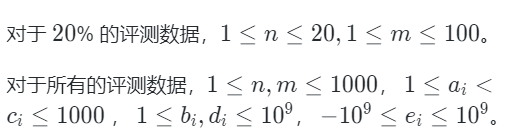 对于 20% 的评测数据，1 ≤ n ≤ 20, 1 ≤ m ≤ 100。
对于所有的评测数据，1 ≤ n, m ≤ 1000， 1 ≤ aᵢ <
cᵢ ≤ 1000 ， 1 ≤ bᵢ, dᵢ ≤ 10⁹， −10⁹ ≤ eᵢ ≤ 10⁹。